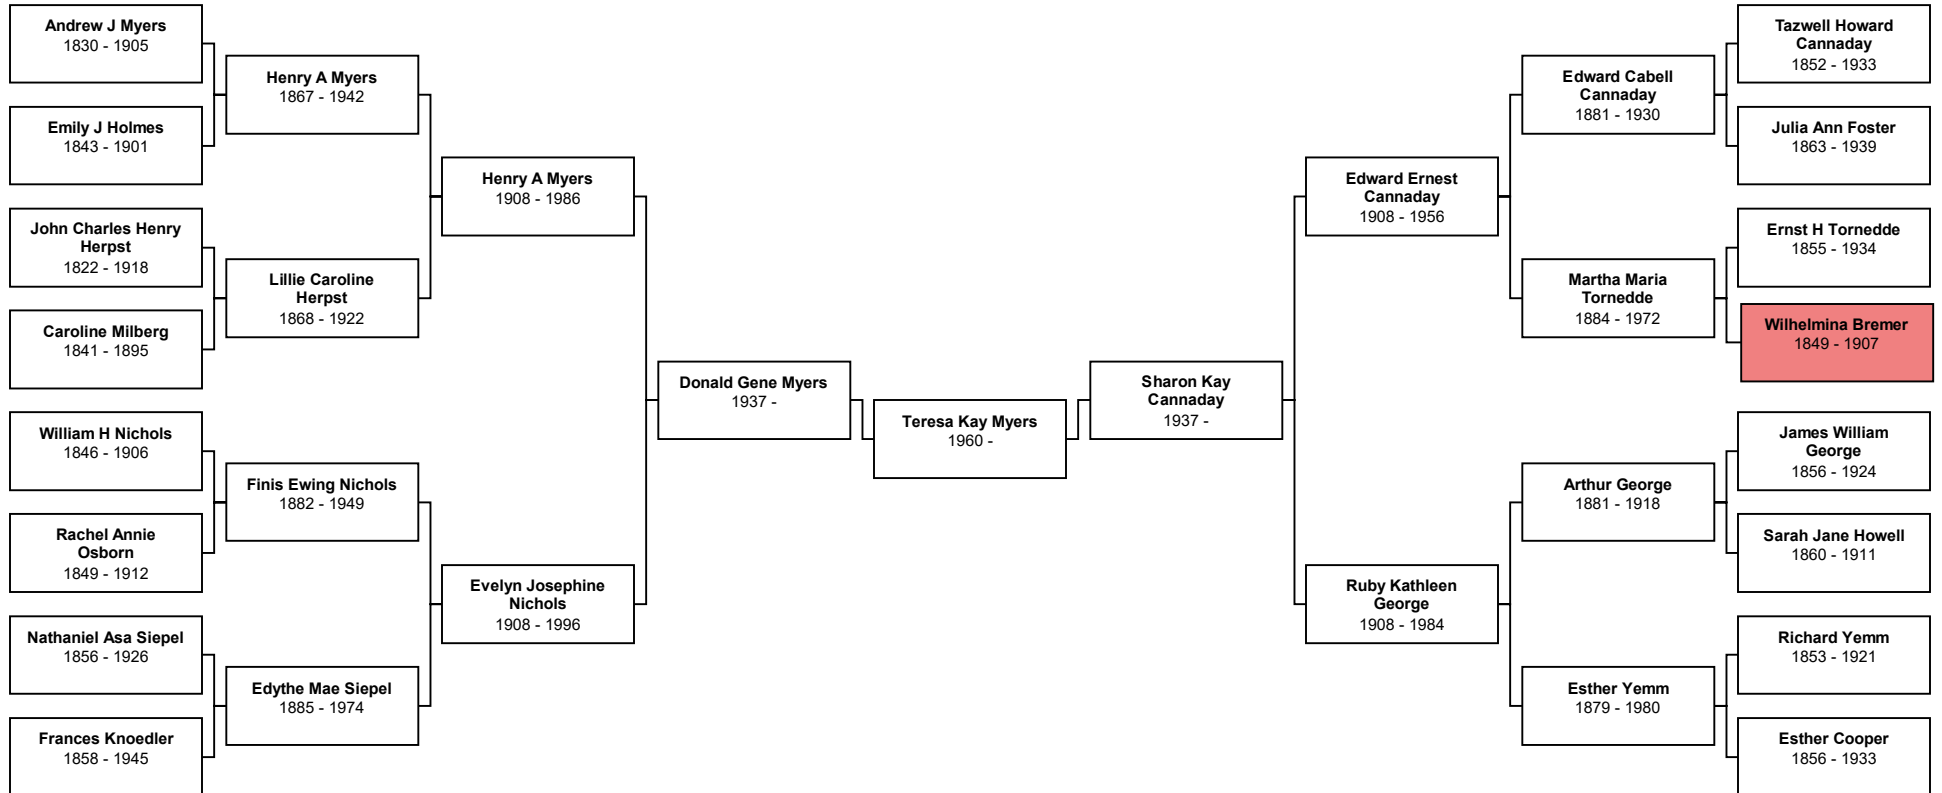 Andrew J Myers
1830 - 1905
Emily J Holmes
1843 - 1901
John Charles Henry
Herpst
1822 - 1918
Caroline Milberg
1841 - 1895
William H Nichols
1846 - 1906
Rachel Annie
Osborn
1849 - 1912
Nathaniel Asa Siepel
1856 - 1926
Frances Knoedler
1858 - 1945
Henry A Myers
1867 - 1942
Lillie Caroline
Herpst
1868 - 1922
Finis Ewing Nichols
1882 - 1949
Edythe Mae Siepel
1885 - 1974
Henry A Myers
1908 - 1986
Evelyn Josephine
Nichols
1908 - 1996
Donald Gene Myers
1937 -
Teresa Kay Myers
1960 -
Sharon Kay
Cannaday
1937 -
Edward Ernest
Cannaday
1908 - 1956
Ruby Kathleen
George
1908 - 1984
Edward Cabell
Cannaday
1881 - 1930
Martha Maria
Tornedde
1884 - 1972
Arthur George
1881 - 1918
Esther Yemm
1879 - 1980
Tazwell Howard
Cannaday
1852 - 1933
Julia Ann Foster
1863 - 1939
Ernst H Tornedde
1855 - 1934
Wilhelmina Bremer
1849 - 1907
James William
George
1856 - 1924
Sarah Jane Howell
1860 - 1911
Richard Yemm
1853 - 1921
Esther Cooper
1856 - 1933